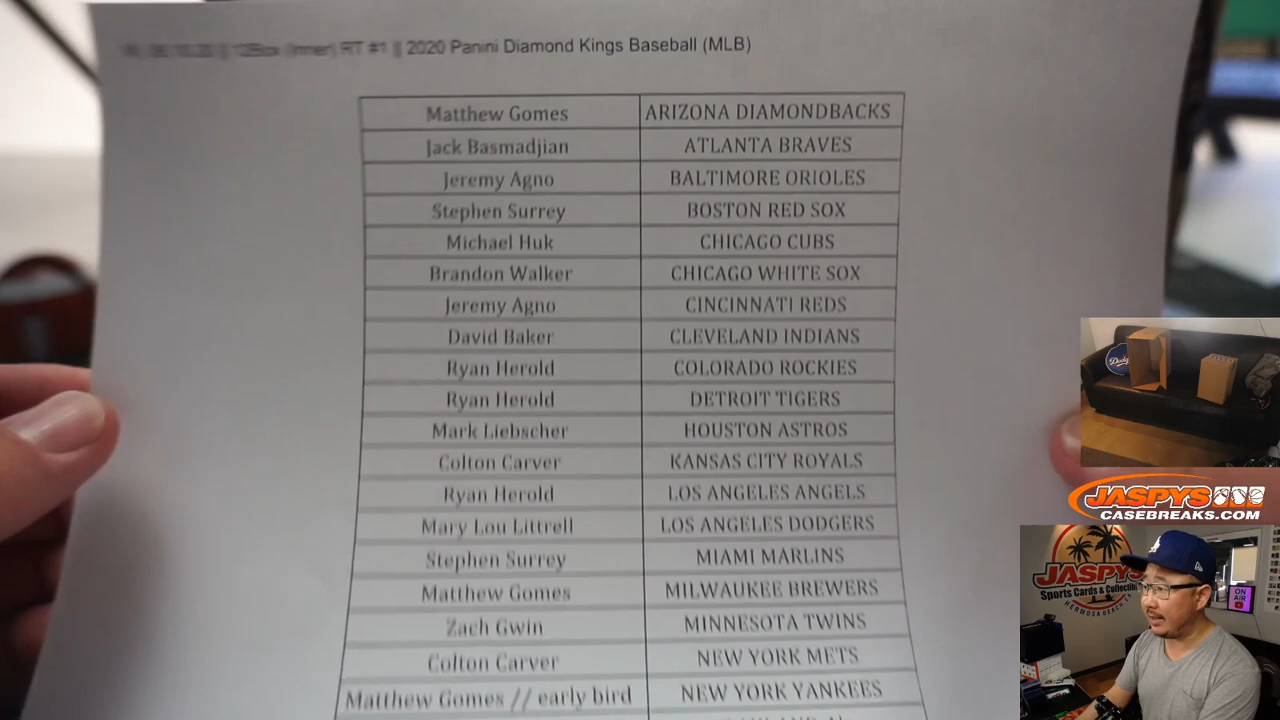 RT #1 || 2020 Panini Diamond Kings Baseball (MLB)
Matthew Gomes ARIZONA DIAMONDBACKS
Jack Basmadjian ATLANTA BRAVES
Jeremy Agno BALTIMORE ORIOLES
Stephen Surrey BOSTON RED SOX
Michael Huk CHICAGO CUBS
Brandon Walker CHICAGO WHITE SOX
Jeremy Agno CINCINNATI REDS
David Baker CLEVELAND INDIANS
Ryan Herold COLORADO ROCKIES
Ryan Herold DETROIT TIGERS
Mark Liebscher HOUSTON ASTROS
Colton Carver KANSAS CITY ROYALS
Ryan Herold LOS ANGELES ANGELS
Mary Lou Littrell LOS ANGELES DODGERS
Stephen Surrey MIAMI MARLINS
Matthew Gomes MILWAUKEE BREWERS
Zach Gwin MINNESOTA TWINS
Colton Carver NEW YORK METS
Matthew Gomes // early bird NEW YORK YANKEES
JASPYS
CASEBREAKS.COM
JASPYS
Sports Cards & Collectibl
HERMOSA BEACH, CA
ON
AIR